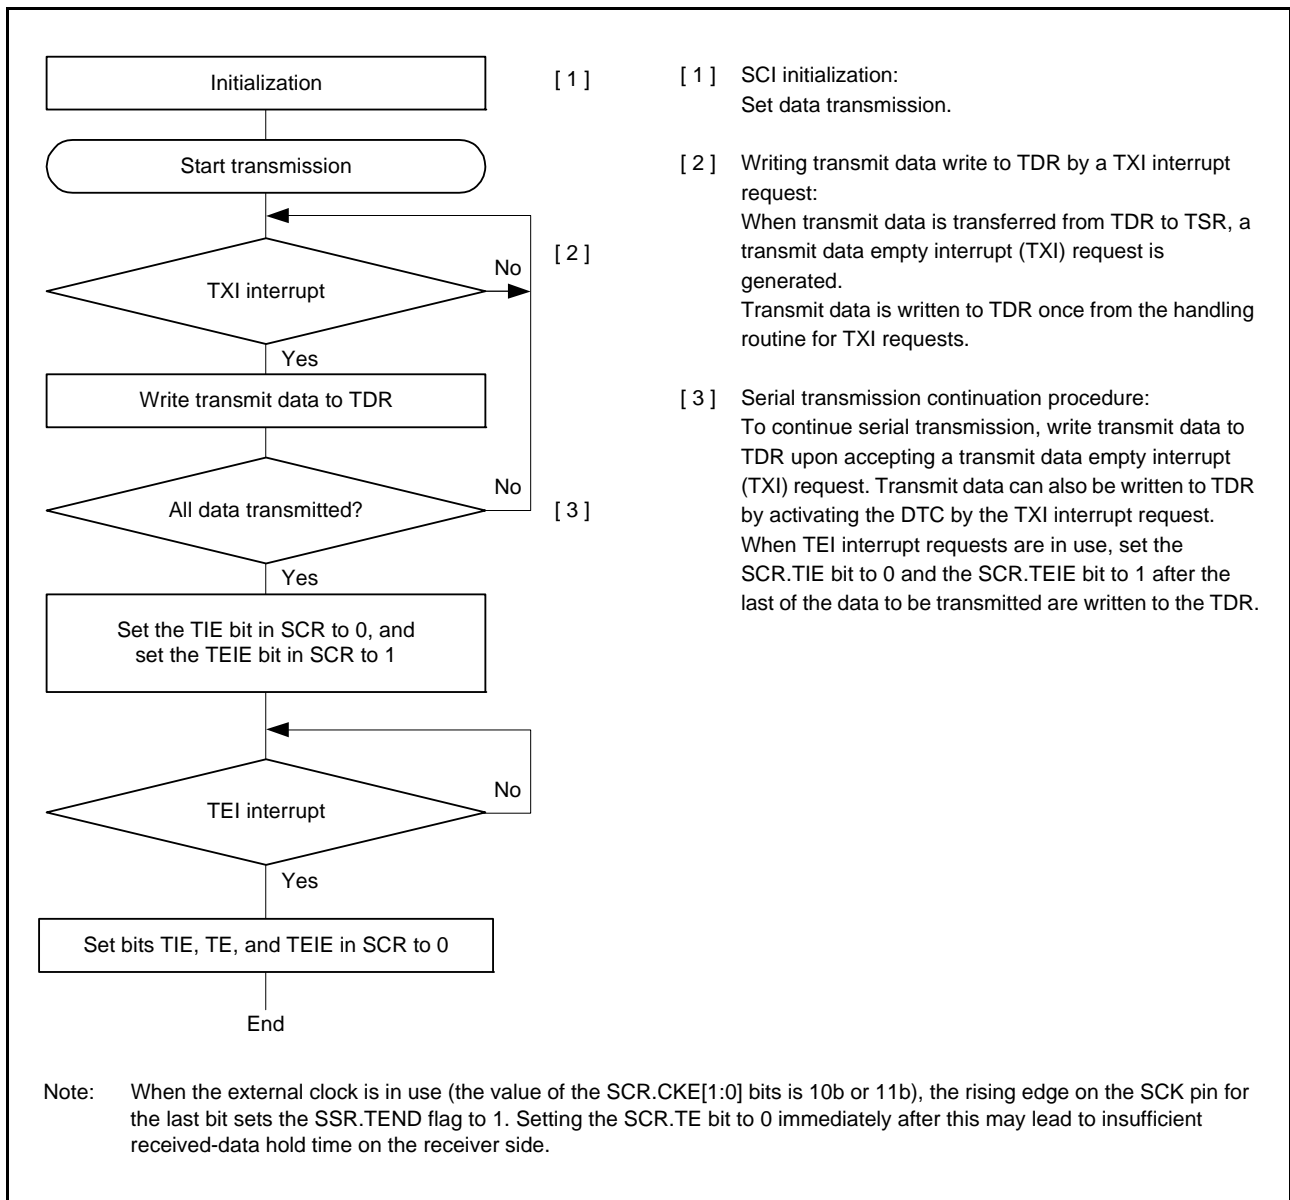 Initialization
[ 1 ]
Start transmission
TXI interrupt
No
[ 2 ]
Yes
Write transmit data to TDR
All data transmitted?
No
[ 3 ]
Yes
Set the TIE bit in SCR to 0, and
set the TEIE bit in SCR to 1
TEI interrupt
No
Yes
Set bits TIE, TE, and TEIE in SCR to 0
End
[ 1 ] SCI initialization:
Set data transmission.
[ 2 ] Writing transmit data write to TDR by a TXI interrupt
request:
When transmit data is transferred from TDR to TSR, a
transmit data empty interrupt (TXI) request is
generated.
Transmit data is written to TDR once from the handling
routine for TXI requests.
[ 3 ] Serial transmission continuation procedure:
To continue serial transmission, write transmit data to
TDR upon accepting a transmit data empty interrupt
(TXI) request. Transmit data can also be written to TDR
by activating the DTC by the TXI interrupt request.
When TEI interrupt requests are in use, set the
SCR.TIE bit to 0 and the SCR.TEIE bit to 1 after the
last of the data to be transmitted are written to the TDR.
Note: When the external clock is in use (the value of the SCR.CKE[1:0] bits is 10b or 11b), the rising edge on the SCK pin for
the last bit sets the SSR.TEND flag to 1. Setting the SCR.TE bit to 0 immediately after this may lead to insufficient
received-data hold time on the receiver side.